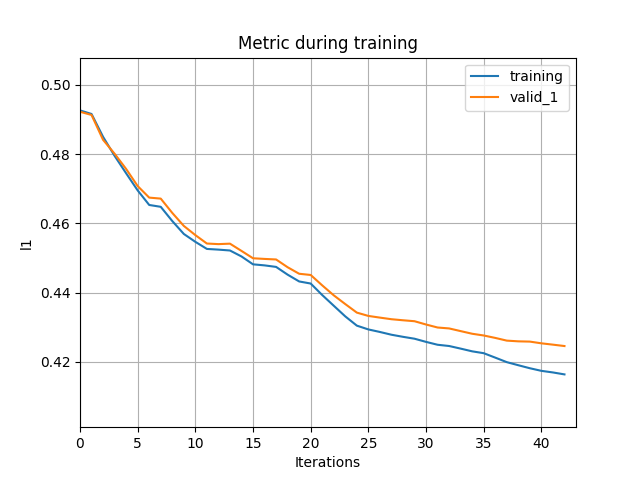 Metric during training
training
valid_1
0.50
0.48
0.46
0.44
0.42
l1
0 5 10 15 20 25 30 35 40
Iterations